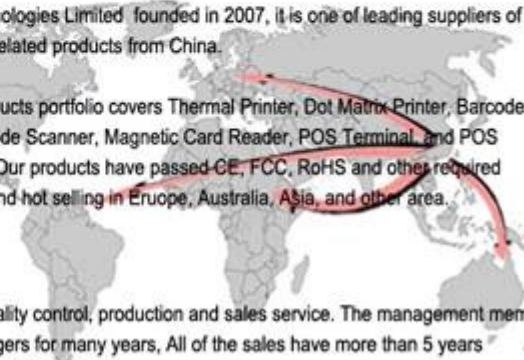 ologies Limited founded in 2007, it is one of leading suppliers of
elated products from China.
ucts portfolio covers Thermal Printer, Dot Matrix Printer, Barcode
de Scanner, Magnetic Card Reader, POS Terminal, and POS
Our products have passed CE, FCC, RoHS and other required
nd hot selling in Eruope, Australia, Asia, and other area.
ality control, production and sales service. The management mem
gers for many years, All of the sales have more than 5 years